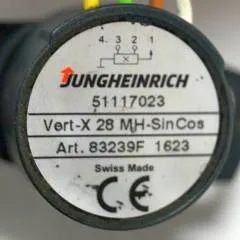 4. 3. 2. 1.
JUNGHEINRICH
51117023
Vert-X 28 MH-SinCos
Art. 83239F 1623
Swiss Made
CE